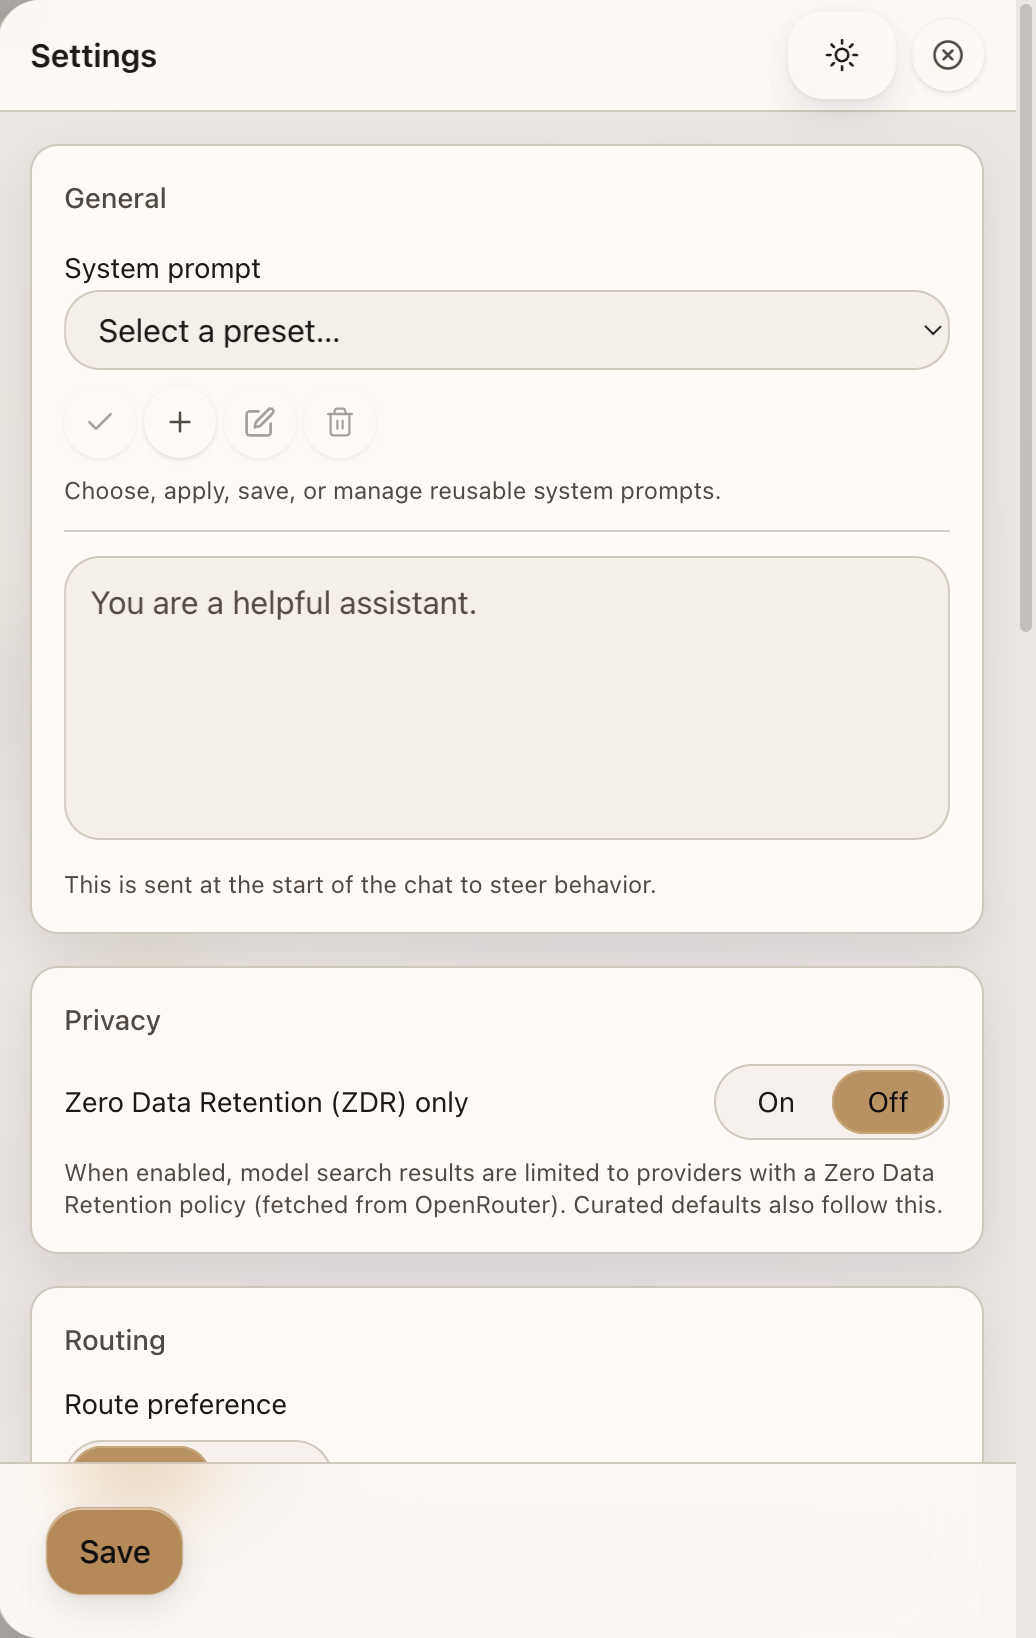 Settings
General
System prompt
Select a preset...
Choose, apply, save, or manage reusable system prompts.
You are a helpful assistant.
This is sent at the start of the chat to steer behavior.
Privacy
Zero Data Retention (ZDR) only
On
Off
When enabled, model search results are limited to providers with a Zero Data
Retention policy (fetched from OpenRouter). Curated defaults also follow this.
Routing
Route preference
Save